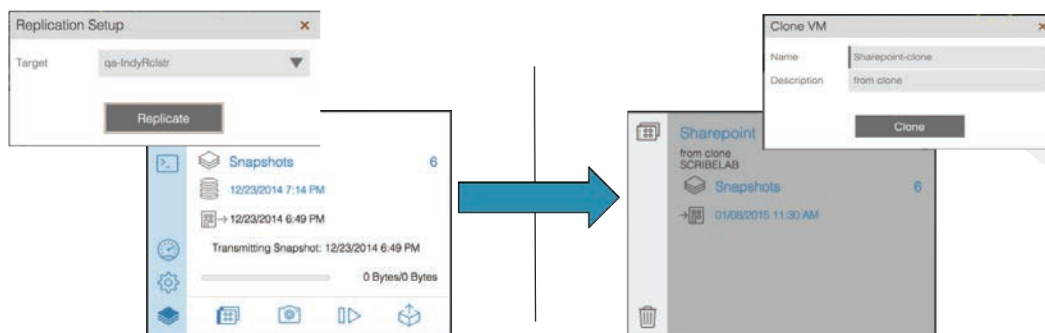 Replication Setup
Target
qa-IndyRclstr
Replicate
Snapshots 6
12/23/2014 7:14 PM
12/23/2014 6:49 PM
Transmitting Snapshot: 12/23/2014 6:49 PM
0 Bytes/0 Bytes
Clone VM
Name
Sharepoint-clone
Description
from clone
Clone
Sharepoint
from clone
SCRIBELAB
Snapshots 6
01/08/2015 11:30 AM